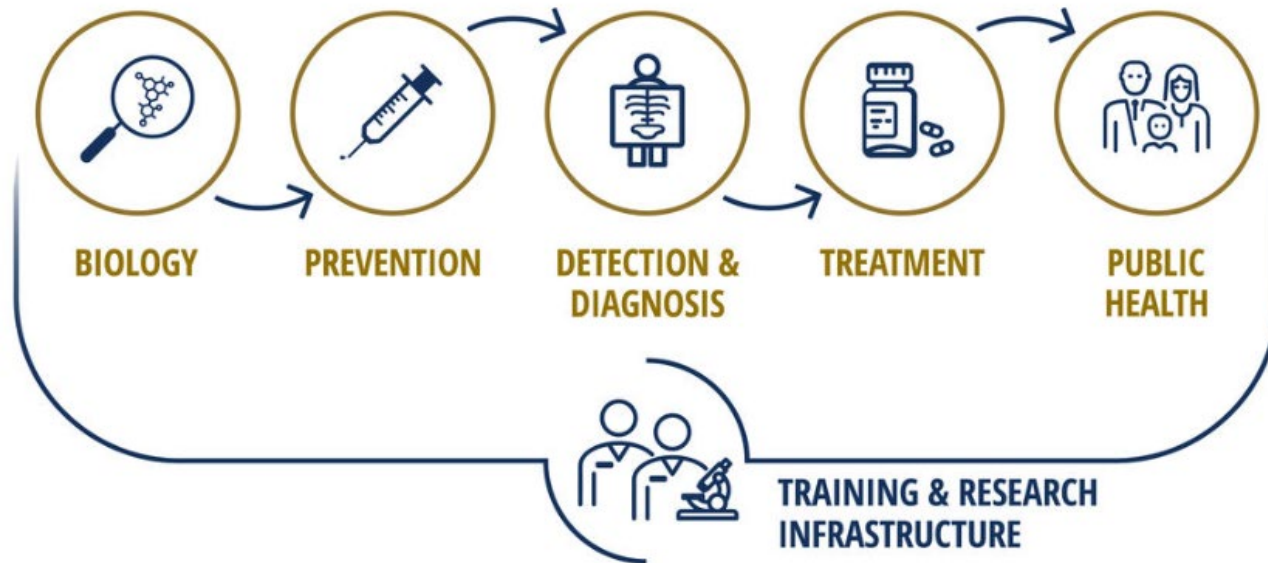 BIOLOGY
PREVENTION
DETECTION &
DIAGNOSIS
TREATMENT
PUBLIC
HEALTH
TRAINING & RESEARCH
INFRASTRUCTURE